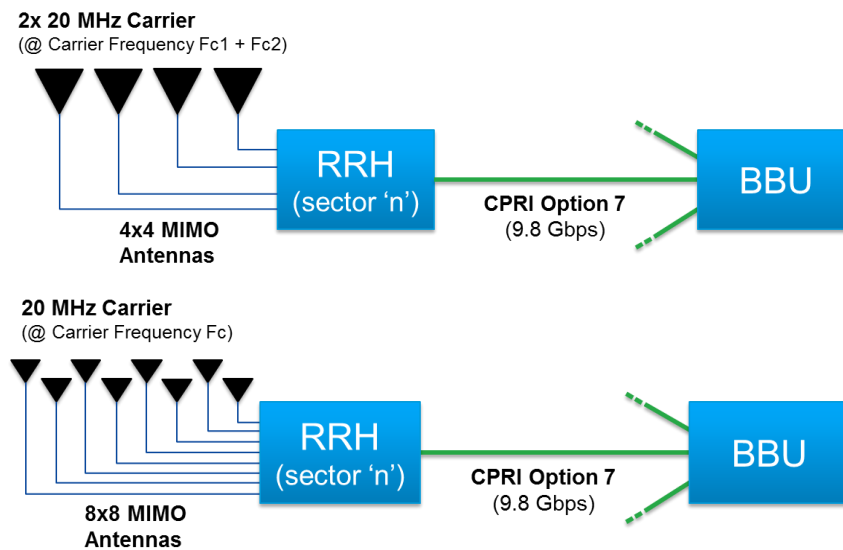 2x 20 MHz Carrier
(@ Carrier Frequency Fc1 + Fc2)
RRH
(sector ‘n’)
BBU
CPRI Option 7
(9.8 Gbps)
4x4 MIMO
Antennas
20 MHz Carrier
(@ Carrier Frequency Fc)
RRH
(sector ‘n’)
BBU
CPRI Option 7
(9.8 Gbps)
8x8 MIMO
Antennas